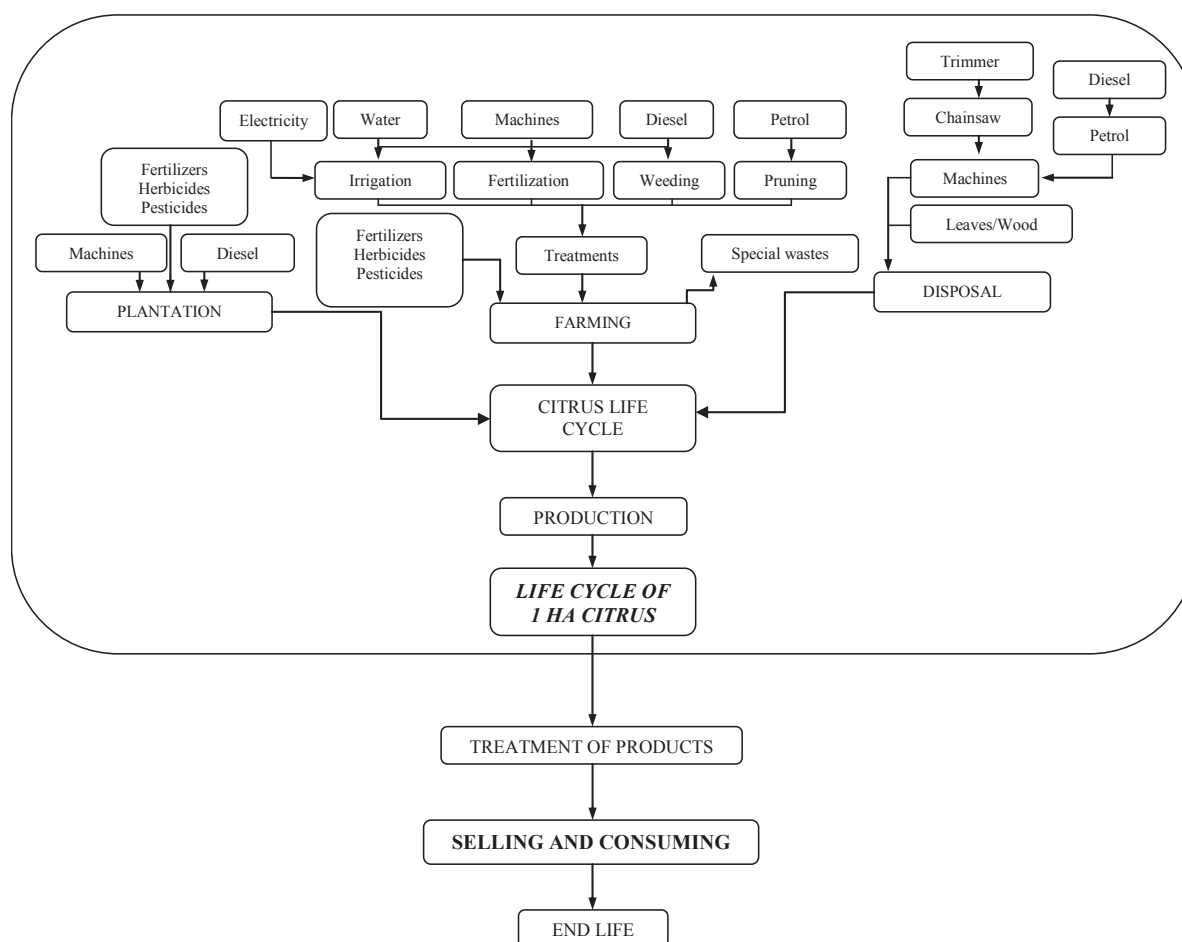 Trimmer
Diesel
Electricity
Water
Machines
Diesel
Petrol
Chainsaw
Petrol
Fertilizers
Herbicides
Pesticides
Irrigation
Fertilization
Weeding
Pruning
Machines
Leaves/Wood
Machines
Diesel
Fertilizers
Herbicides
Pesticides
Treatments
Special wastes
PLANTATION
FARMING
DISPOSAL
CITRUS LIFE
CYCLE
PRODUCTION
LIFE CYCLE OF
1 HA CITRUS
TREATMENT OF PRODUCTS
SELLING AND CONSUMING
END LIFE